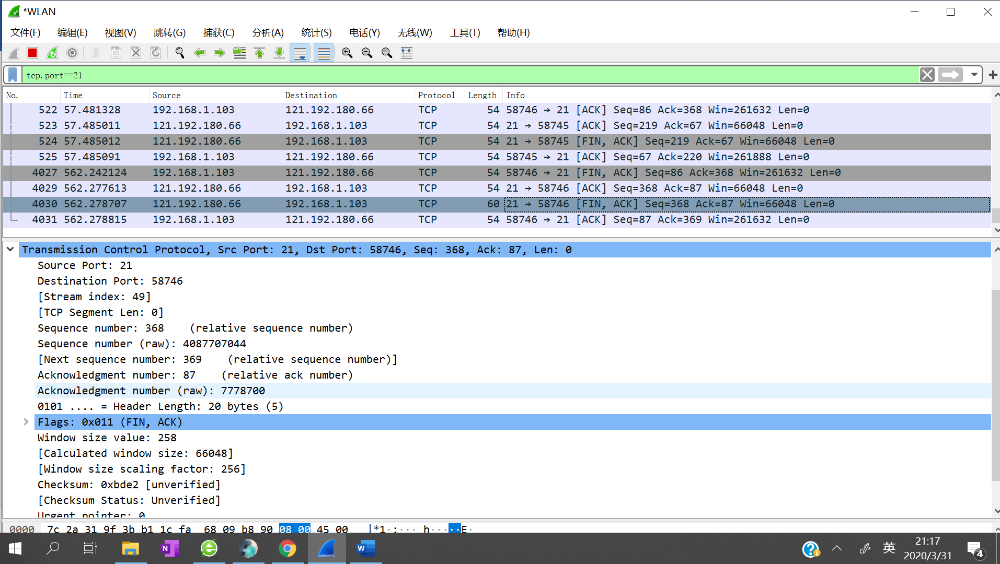 *WLAN
文件(F) 编辑(E) 视图(V) 跳转(G) 捕获(C) 分析(A) 统计(S) 电话(Y) 无线(W) 工具(T) 帮助(H)
tcp.port==21
No. Time Source Destination Protocol Length Info
522 57.481328 192.168.1.103 121.192.180.66 TCP 54 58746 → 21 [ACK] Seq=86 Ack=368 Win=261632 Len=0
523 57.485011 121.192.180.66 192.168.1.103 TCP 54 21 → 58745 [ACK] Seq=219 Ack=67 Win=66048 Len=0
524 57.485012 121.192.180.66 192.168.1.103 TCP 54 21 → 58745 [FIN, ACK] Seq=219 Ack=67 Win=66048 Len=0
525 57.485091 192.168.1.103 121.192.180.66 TCP 54 58745 → 21 [ACK] Seq=67 Ack=220 Win=261888 Len=0
4027 562.242124 192.168.1.103 121.192.180.66 TCP 54 58746 → 21 [FIN, ACK] Seq=86 Ack=368 Win=261632 Len=0
4029 562.277613 121.192.180.66 192.168.1.103 TCP 54 21 → 58746 [ACK] Seq=368 Ack=87 Win=66048 Len=0
4030 562.278707 121.192.180.66 192.168.1.103 TCP 60 21 → 58746 [FIN, ACK] Seq=368 Ack=87 Win=66048 Len=0
4031 562.278815 192.168.1.103 121.192.180.66 TCP 54 58746 → 21 [ACK] Seq=87 Ack=369 Win=261632 Len=0
Transmission Control Protocol, Src Port: 21, Dst Port: 58746, Seq: 368, Ack: 87, Len: 0
Source Port: 21
Destination Port: 58746
[Stream index: 49]
[TCP Segment Len: 0]
Sequence number: 368 (relative sequence number)
Sequence number (raw): 4087707044
[Next sequence number: 369 (relative sequence number)]
Acknowledgment number: 87 (relative ack number)
Acknowledgment number (raw): 7778700
0101 .... = Header Length: 20 bytes (5)
Flags: 0x011 (FIN, ACK)
Window size value: 258
[Calculated window size: 66048]
[Window size scaling factor: 256]
Checksum: 0xbde2 [unverified]
[Checksum Status: Unverified]
Urgent pointer: 0
0000 7c 2a 31 9f 3b b1 1c fa 68 09 b8 90 08 00 45 00 |*1·;··· h·····E·
英
21:17
2020/3/31
4